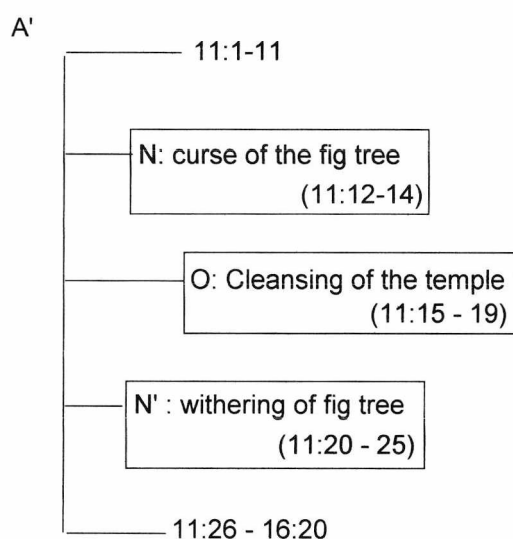 A'
11:1-11
N: curse of the fig tree
(11:12-14)
O: Cleansing of the temple
(11:15 - 19)
N' : withering of fig tree
(11:20 - 25)
11:26 - 16:20